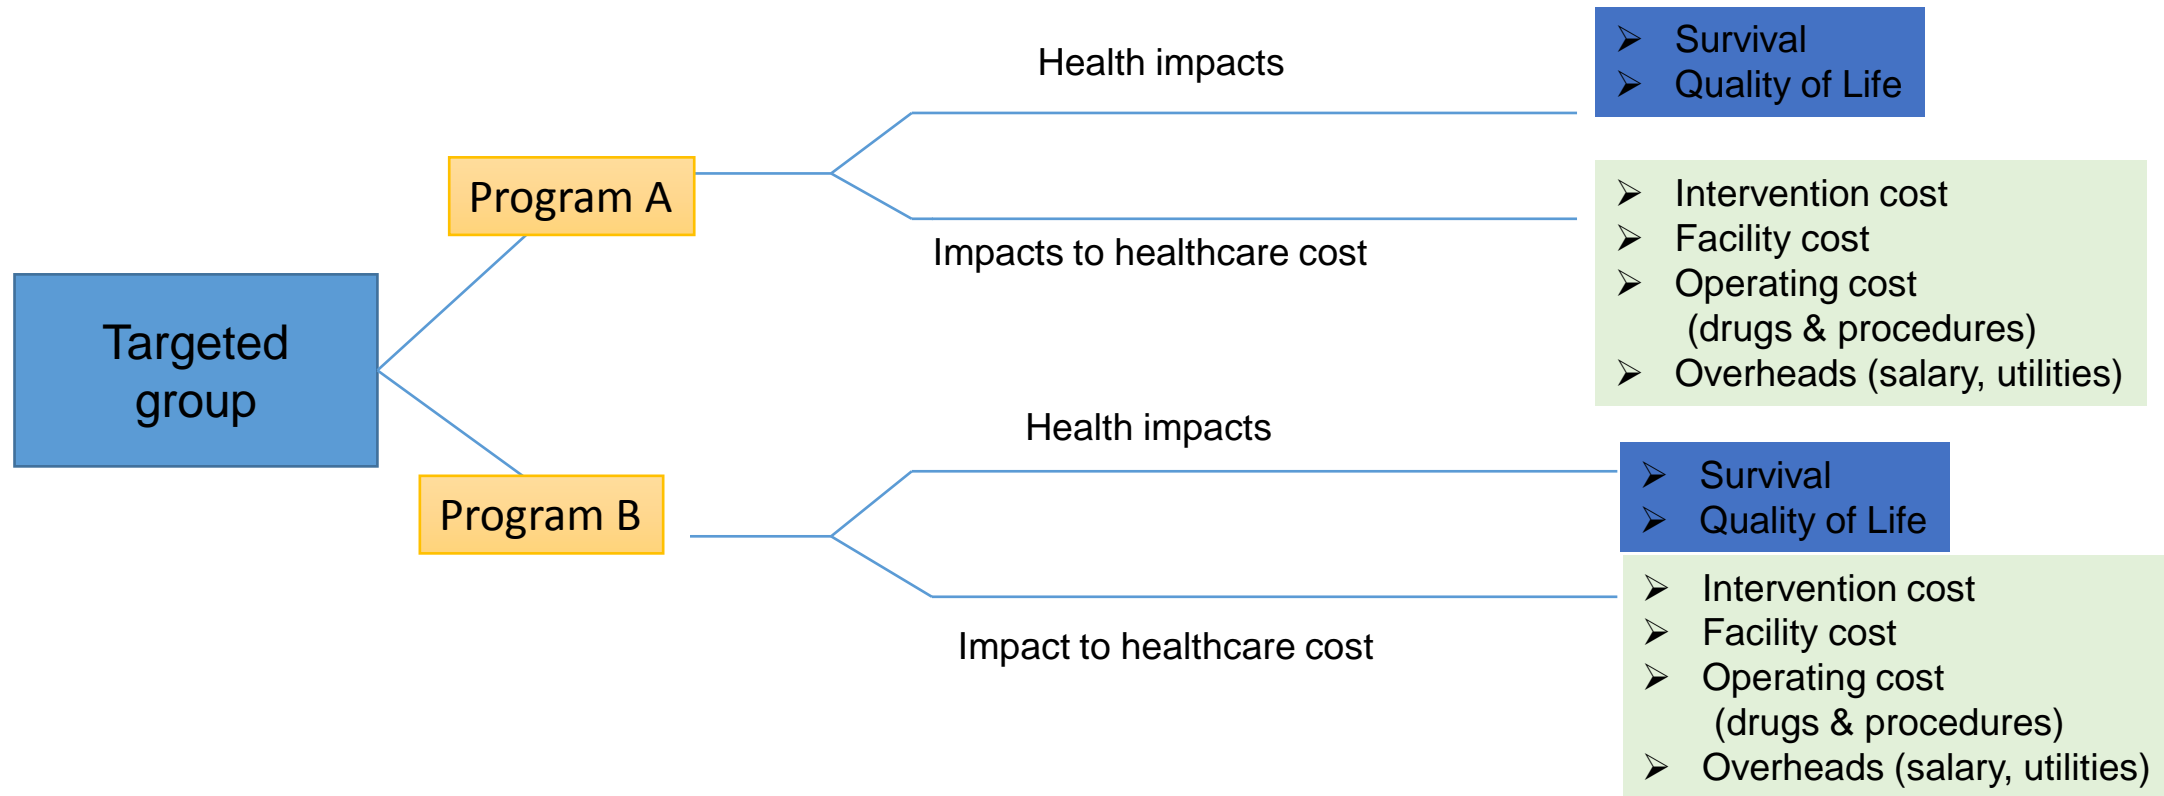 Health impacts
➢ Survival
➢ Quality of Life
Program A
Impacts to healthcare cost
➢ Intervention cost
➢ Facility cost
➢ Operating cost
(drugs & procedures)
➢ Overheads (salary, utilities)
Targeted
group
Program B
Health impacts
➢ Survival
➢ Quality of Life
Impact to healthcare cost
➢ Intervention cost
➢ Facility cost
➢ Operating cost
(drugs & procedures)
➢ Overheads (salary, utilities)